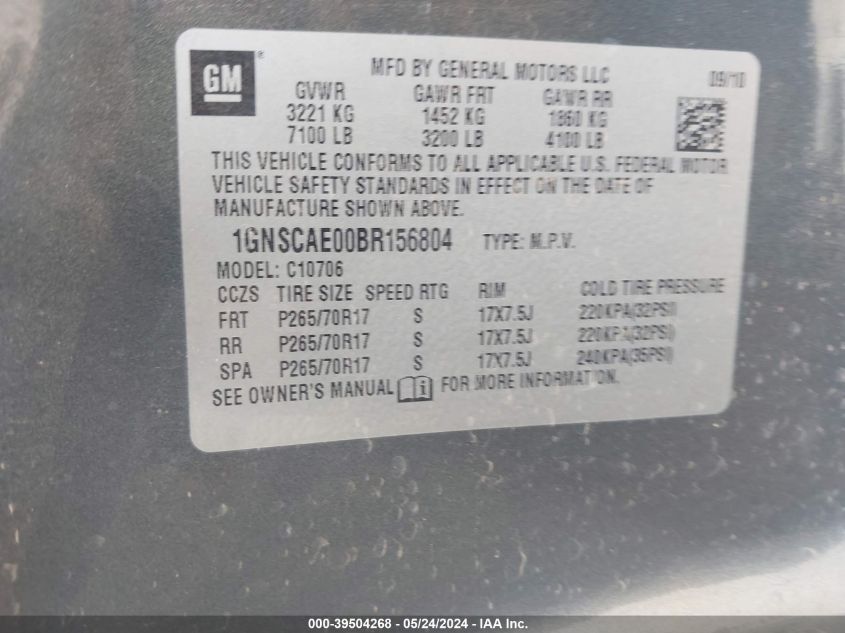 GM ®
MFD BY GENERAL MOTORS LLC 09/10
GVWR GAWR FRT GAWR RR
3221 KG 1452 KG 1860 KG
7100 LB 3200 LB 4100 LB
THIS VEHICLE CONFORMS TO ALL APPLICABLE U.S. FEDERAL MOTOR
VEHICLE SAFETY STANDARDS IN EFFECT ON THE DATE OF
MANUFACTURE SHOWN ABOVE.
1GNSCAE00BR156804 TYPE: M.P.V.
MODEL: C10706
CCZS TIRE SIZE SPEED RTG RIM COLD TIRE PRESSURE
FRT P265/70R17 S 17X7.5J 220KPA(32PSI)
RR P265/70R17 S 17X7.5J 220KPA(32PSI)
SPA P265/70R17 S 17X7.5J 240KPA(35PSI)
SEE OWNER'S MANUAL i FOR MORE INFORMATION.
000-39504268 - 05/24/2024 - IAA Inc.